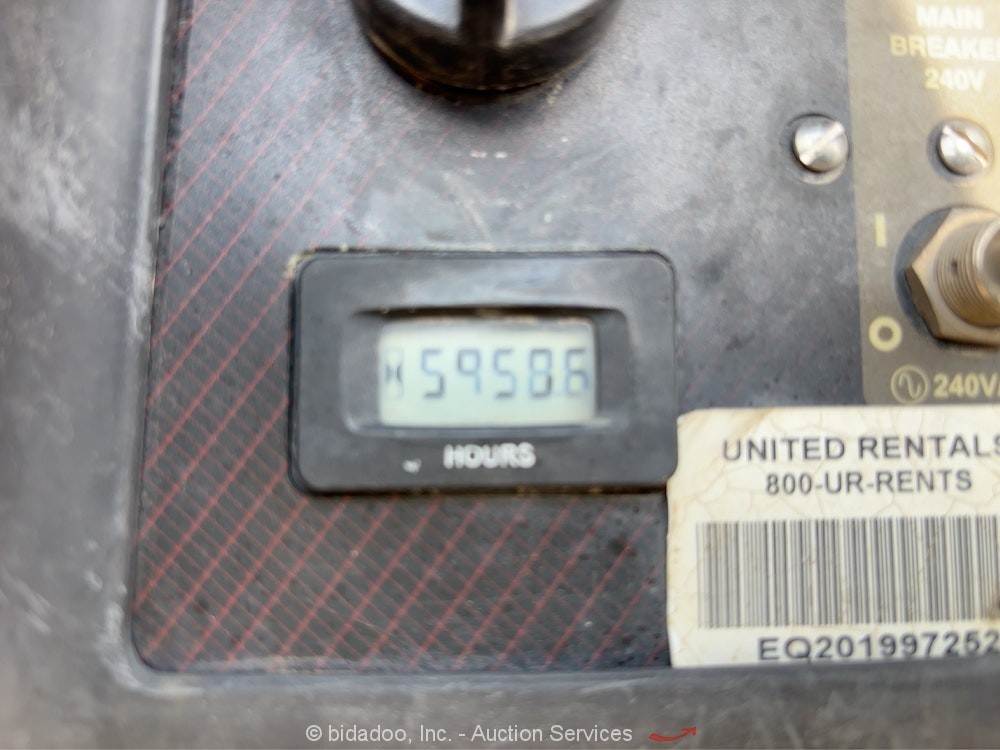 MAIN
BREAKER
240V
I
O
240V
59586
HOURS
UNITED RENTALS
800-UR-RENTS
EQ201997252
© bidadoo, Inc. - Auction Services